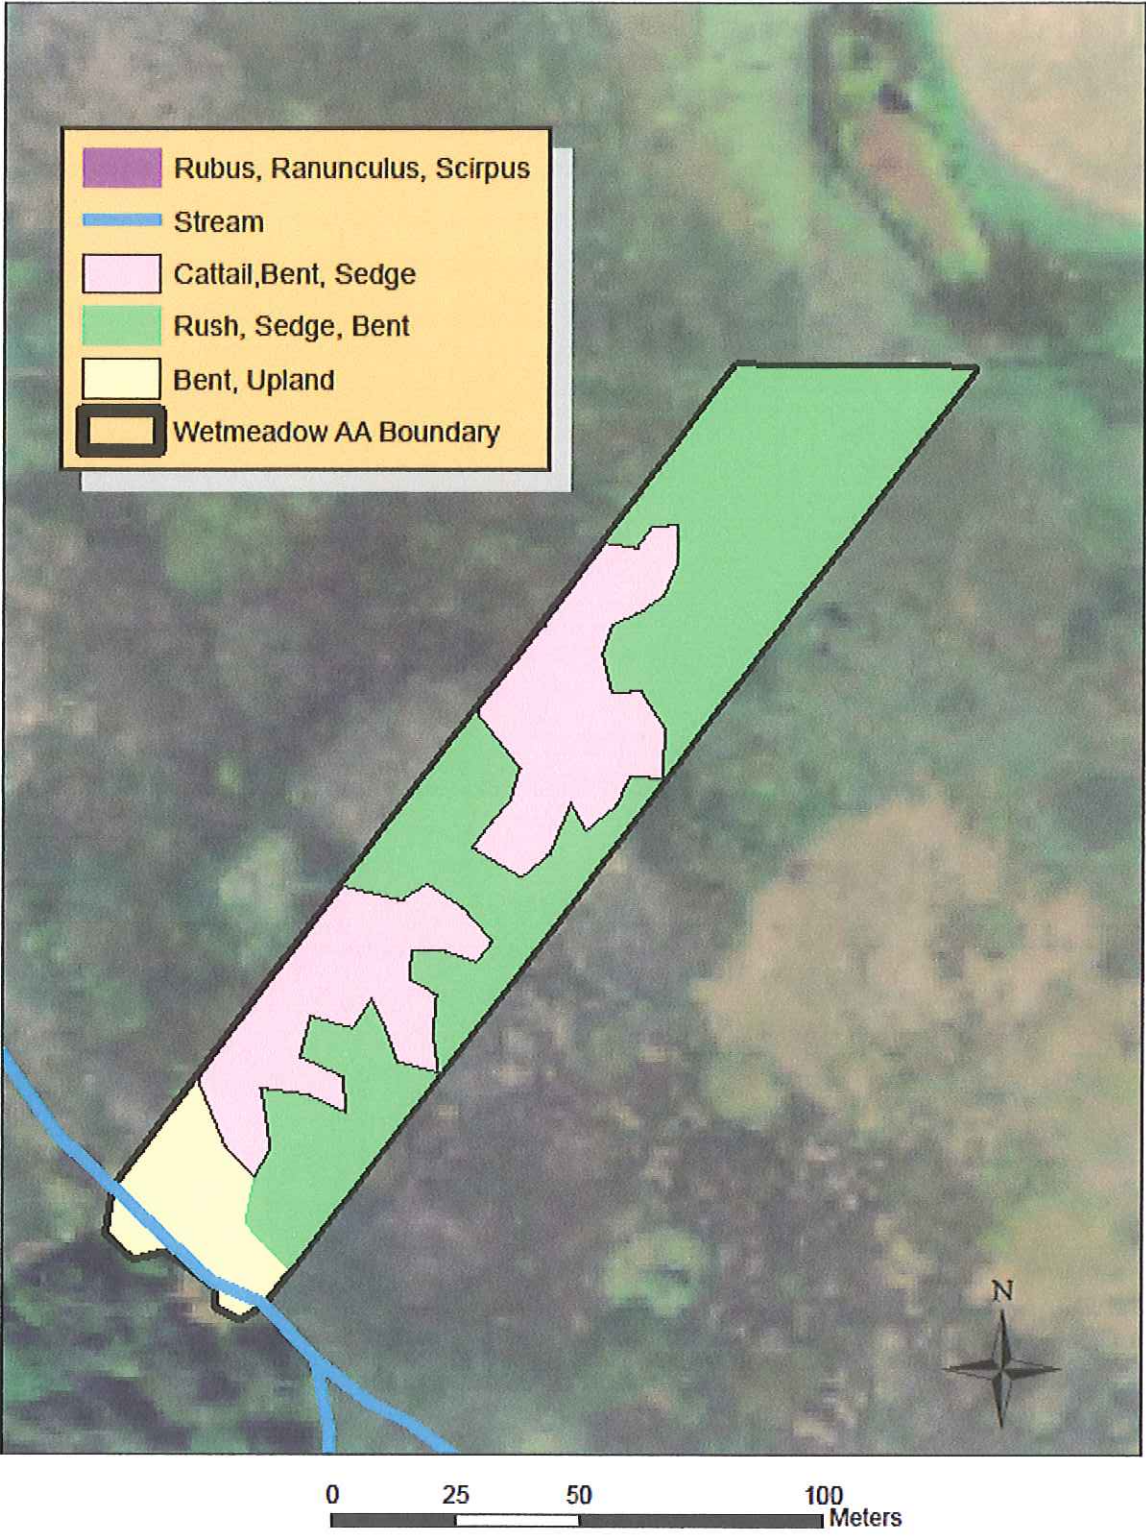 Rubus, Ranunculus, Scirpus
Stream
Cattail,Bent, Sedge
Rush, Sedge, Bent
Bent, Upland
Wetmeadow AA Boundary
N
0 25 50 100
Meters